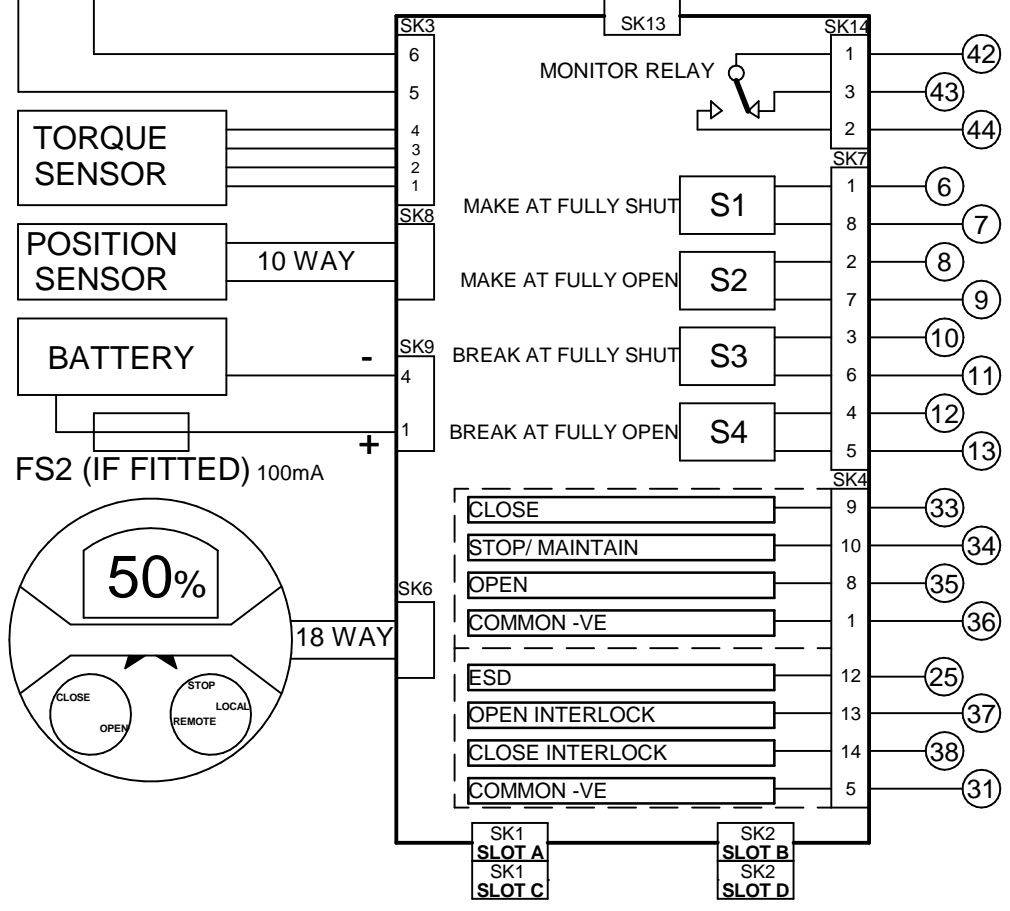 SK3
SK13
SK14
6
MONITOR RELAY
1
42
5
3
43
TORQUE
SENSOR
4
3
2
1
2
44
SK7
SK8
MAKE AT FULLY SHUT
S1
1
6
8
7
POSITION
SENSOR
10 WAY
MAKE AT FULLY OPEN
S2
2
8
7
9
BATTERY
-
SK9
4
1
+
BREAK AT FULLY SHUT
S3
3
10
6
11
BREAK AT FULLY OPEN
S4
4
12
5
13
FS2 (IF FITTED) 100mA
SK4
CLOSE
9
33
STOP/ MAINTAIN
10
34
OPEN
8
35
COMMON -VE
1
36
50%
SK6
18 WAY
CLOSE
OPEN
STOP
LOCAL
REMOTE
ESD
12
25
OPEN INTERLOCK
13
37
CLOSE INTERLOCK
14
38
COMMON -VE
5
31
SK1
SLOT A
SK1
SLOT C
SK2
SLOT B
SK2
SLOT D